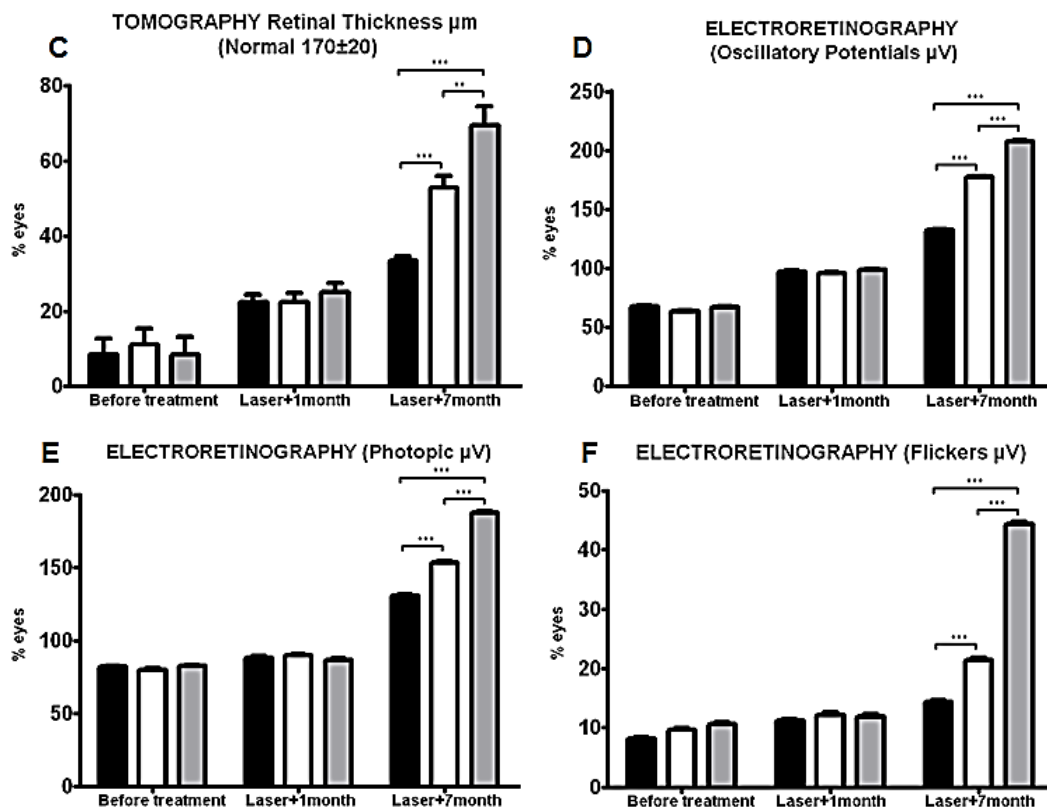 C
TOMOGRAPHY Retinal Thickness µm
(Normal 170±20)
% eyes
80
60
40
20
0
***
**
***
Before treatment
Laser+1month
Laser+7month
D
ELECTRORETINOGRAPHY
(Oscillatory Potentials µV)
% eyes
250
200
150
100
50
0
***
***
***
Before treatment
Laser+1month
Laser+7month
E
ELECTRORETINOGRAPHY (Photopic µV)
% eyes
200
150
100
50
0
***
***
***
Before treatment
Laser+1month
Laser+7month
F
ELECTRORETINOGRAPHY (Flickers µV)
% eyes
50
40
30
20
10
0
***
***
***
Before treatment
Laser+1month
Laser+7month